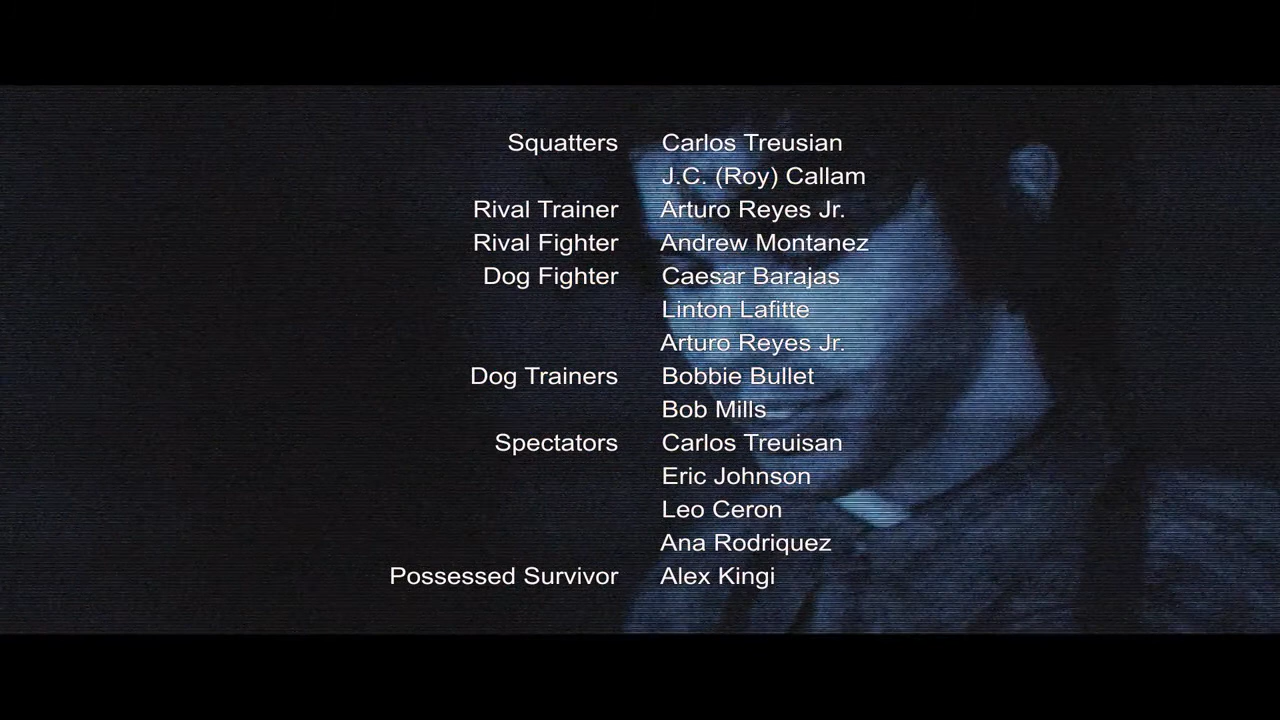 Squatters Carlos Treusian
J.C. (Roy) Callam
Rival Trainer Arturo Reyes Jr.
Rival Fighter Andrew Montanez
Dog Fighter Caesar Barajas
Linton Lafitte
Arturo Reyes Jr.
Dog Trainers Bobbie Bullet
Bob Mills
Spectators Carlos Treuisan
Eric Johnson
Leo Ceron
Ana Rodriquez
Possessed Survivor Alex Kingi